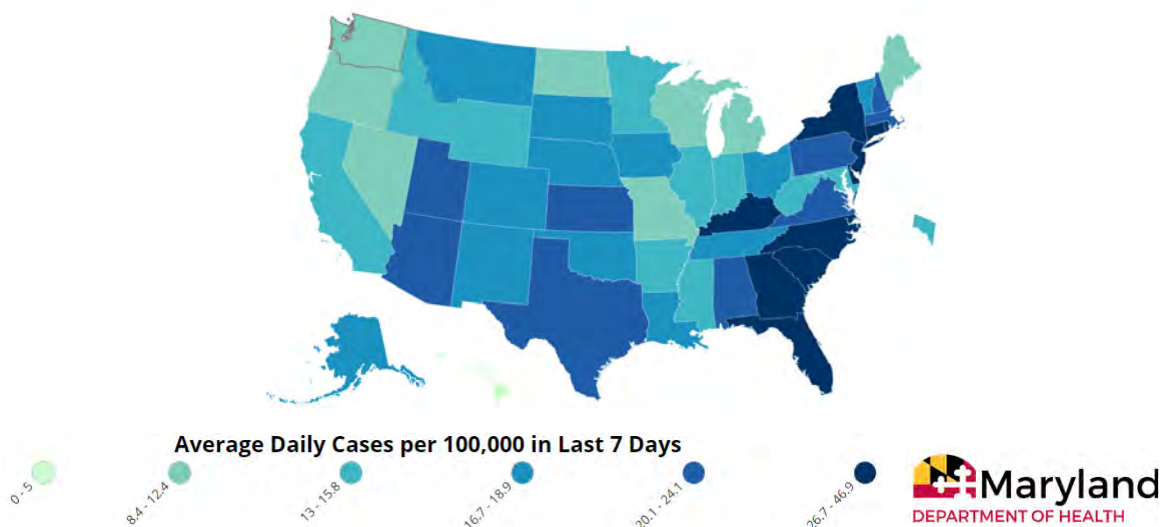 Average Daily Cases per 100,000 in Last 7 Days
0 - 5
8.4 - 12.4
13 - 15.8
16.7 - 18.9
20.1 - 24.1
26.7 - 46.9
Maryland
DEPARTMENT OF HEALTH